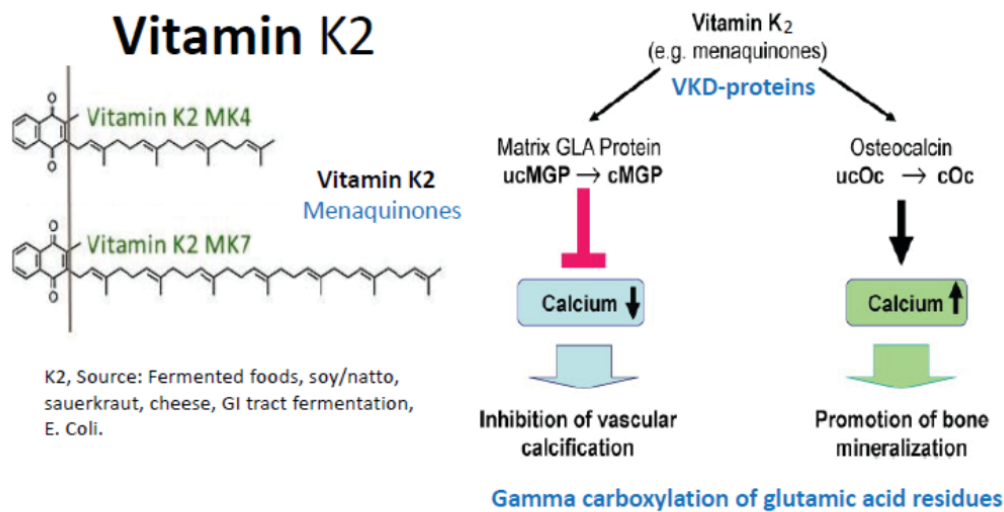 Vitamin K2
O
Vitamin K2 MK4
O
Vitamin K2
Menaquinones
O
Vitamin K2 MK7
O
K2, Source: Fermented foods, soy/natto,
sauerkraut, cheese, GI tract fermentation,
E. Coli.
Vitamin K₂
(e.g. menaquinones)
VKD-proteins
Matrix GLA Protein
ucMGP → cMGP
Calcium ↓
Inhibition of vascular
calcification
Osteocalcin
ucOc → cOc
Calcium ↑
Promotion of bone
mineralization
Gamma carboxylation of glutamic acid residues